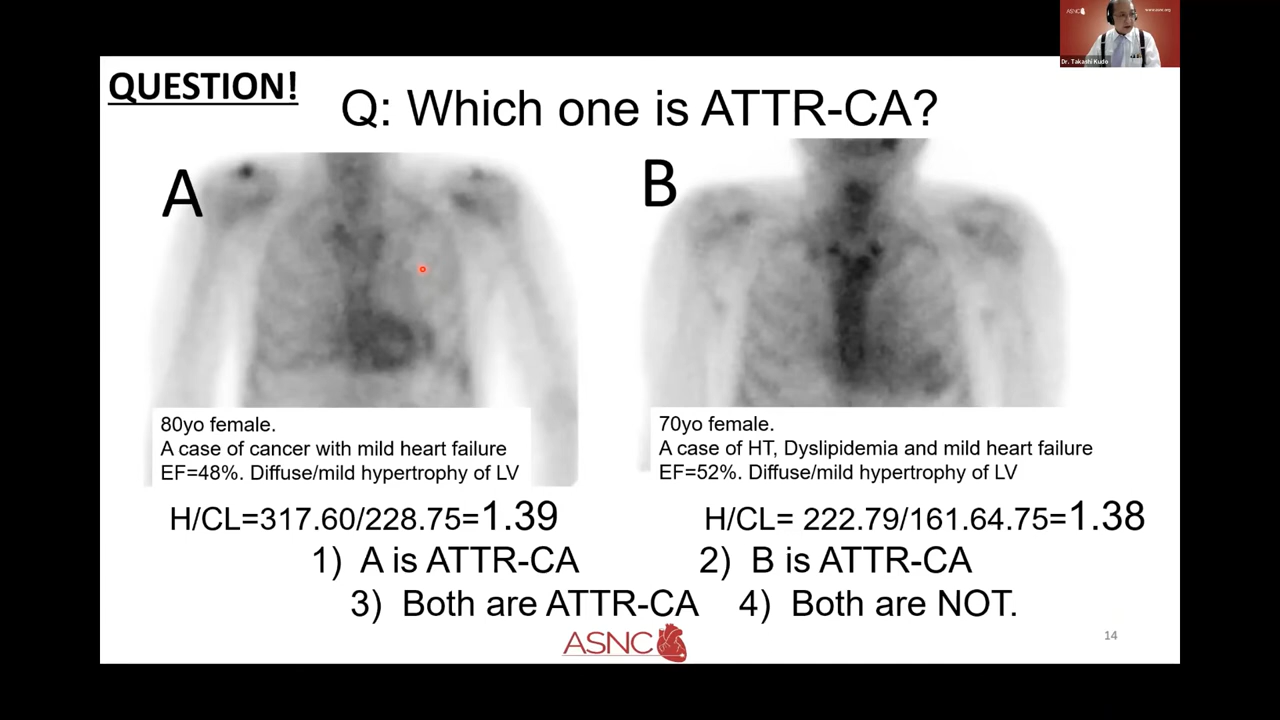 ASNC
www.asnc.org
Dr. Takashi Kudo
QUESTION!
Q: Which one is ATTR-CA?
A
B
80yo female.
A case of cancer with mild heart failure
EF=48%. Diffuse/mild hypertrophy of LV
70yo female.
A case of HT, Dyslipidemia and mild heart failure
EF=52%. Diffuse/mild hypertrophy of LV
H/CL=317.60/228.75=1.39
H/CL= 222.79/161.64.75=1.38
1) A is ATTR-CA
2) B is ATTR-CA
3) Both are ATTR-CA
4) Both are NOT.
ASNC
14